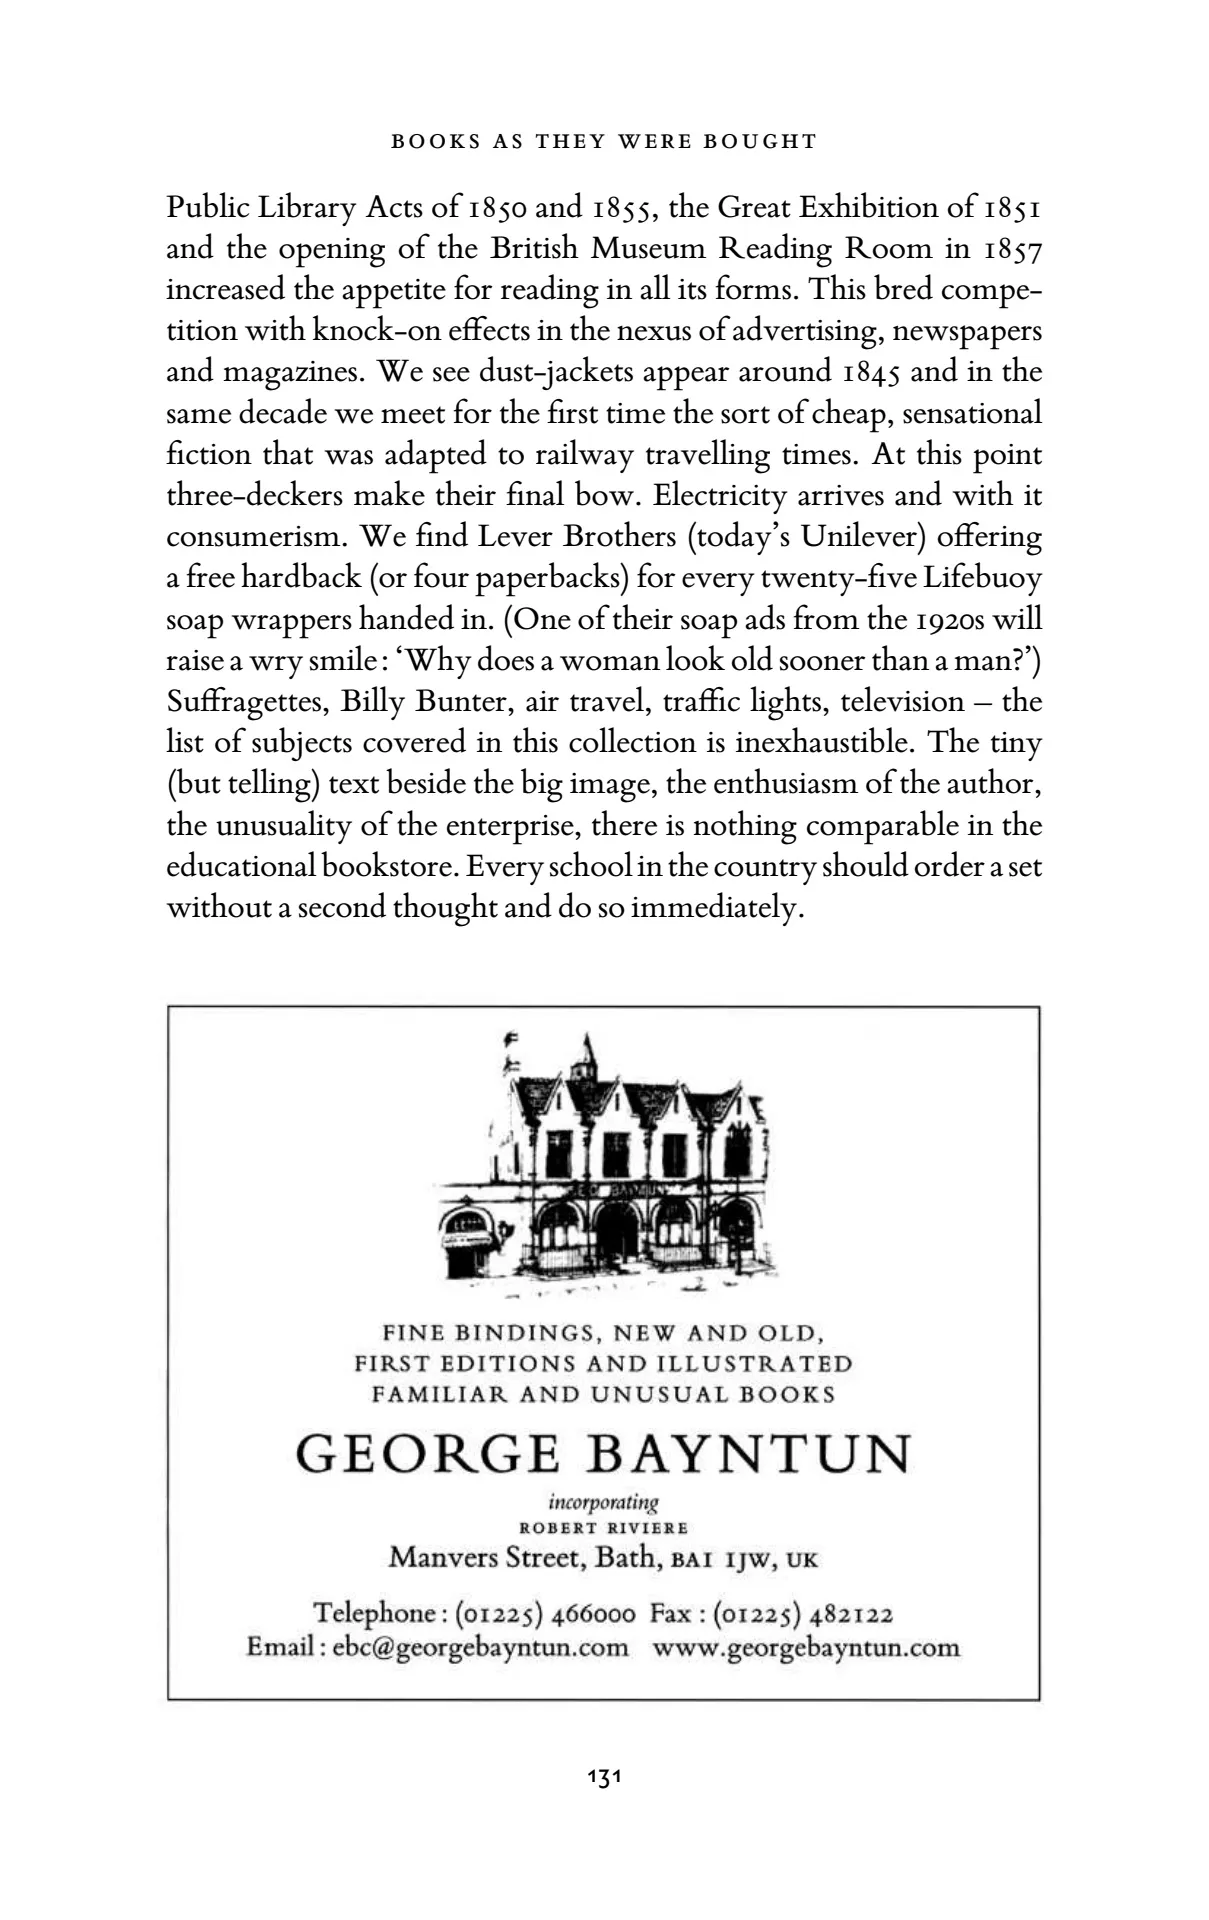 BOOKS AS THEY WERE BOUGHT
Public Library Acts of 1850 and 1855, the Great Exhibition of 1851
and the opening of the British Museum Reading Room in 1857
increased the appetite for reading in all its forms. This bred compe-
tition with knock-on effects in the nexus of advertising, newspapers
and magazines. We see dust-jackets appear around 1845 and in the
same decade we meet for the first time the sort of cheap, sensational
fiction that was adapted to railway travelling times. At this point
three-deckers make their final bow. Electricity arrives and with it
consumerism. We find Lever Brothers (today’s Unilever) offering
a free hardback (or four paperbacks) for every twenty-five Lifebuoy
soap wrappers handed in. (One of their soap ads from the 1920s will
raise a wry smile: ‘Why does a woman look old sooner than a man?’)
Suffragettes, Billy Bunter, air travel, traffic lights, television – the
list of subjects covered in this collection is inexhaustible. The tiny
(but telling) text beside the big image, the enthusiasm of the author,
the unusuality of the enterprise, there is nothing comparable in the
educational bookstore. Every school in the country should order a set
without a second thought and do so immediately.
FINE BINDINGS, NEW AND OLD,
FIRST EDITIONS AND ILLUSTRATED
FAMILIAR AND UNUSUAL BOOKS
GEORGE BAYNTUN
incorporating
ROBERT RIVIERE
Manvers Street, Bath, BA1 1JW, UK
Telephone : (01225) 466000 Fax : (01225) 482122
Email : ebc@georgebayntun.com www.georgebayntun.com
131